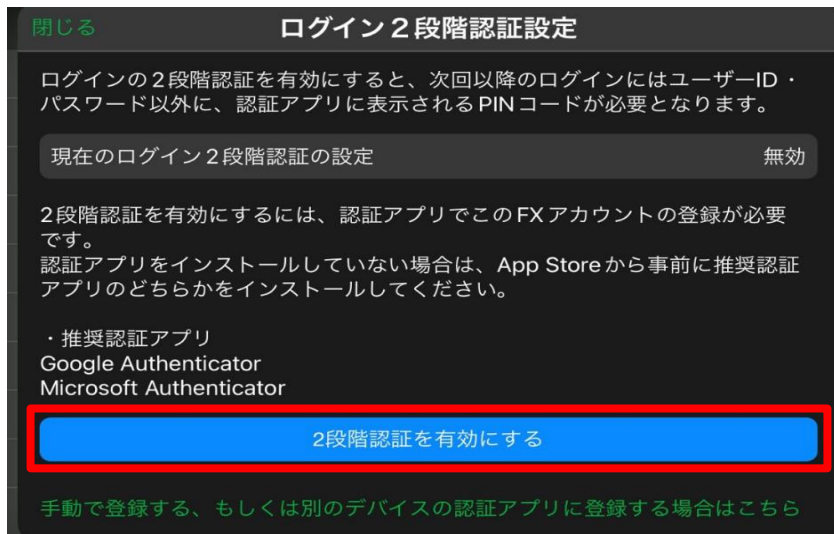 閉じる ログイン2段階認証設定
ログインの2段階認証を有効にすると、次回以降のログインにはユーザーID・
パスワード以外に、認証アプリに表示されるPINコードが必要となります。
現在のログイン2段階認証の設定 無効
2段階認証を有効にするには、認証アプリでこのFXアカウントの登録が必要
です。
認証アプリをインストールしていない場合は、App Storeから事前に推奨認証
アプリのどちらかをインストールしてください。
・推奨認証アプリ
Google Authenticator
Microsoft Authenticator
2段階認証を有効にする
手動で登録する、もしくは別のデバイスの認証アプリに登録する場合はこちら